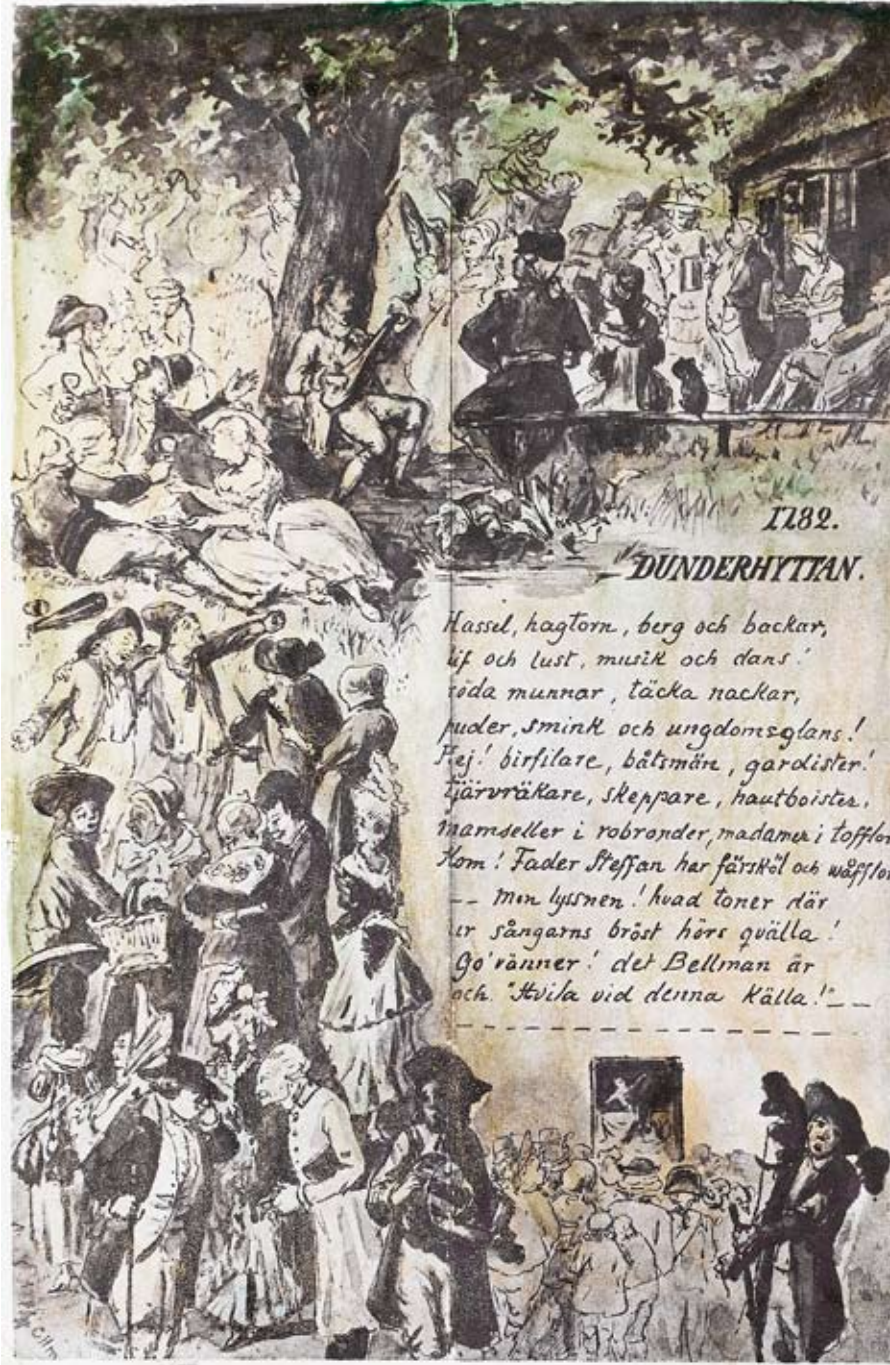 1782.
DUNDERHYTTAN.
Hassel, hagtorn, berg och backar,
lif och lust, musik och dans!
röda munnar, täcka nackar,
puder, smink och ungdomsglans!
Hej! birfilare, båtsmän, gardister!
tjärvräkare, skeppare, hautboister,
mamseller i robronder, madamer i tofflor
Kom! Fader Steffan har färsköl och wåfflor
-- Men lyssnen! hvad toner där
ur sångarns bröst hörs qvälla!
Go' vänner! det Bellman är
och "Hvila vid denna Källa!" --